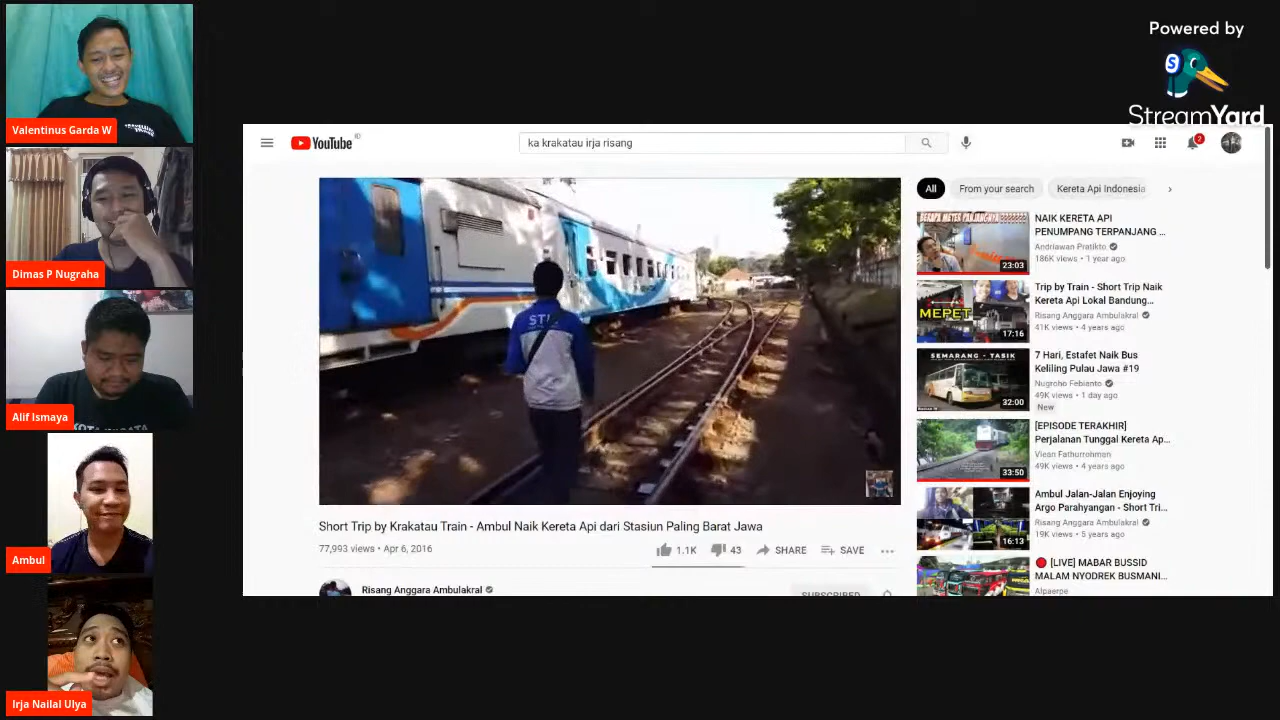 Powered by
StreamYard
Valentinus Garda W
Dimas P Nugraha
Alif Ismaya
Ambul
Irja Nailal Ulya
YouTube ID
ka krakatau irja risang
2
All
From your search
Kereta Api Indonesia
Short Trip by Krakatau Train - Ambul Naik Kereta Api dari Stasiun Paling Barat Jawa
77,993 views • Apr 6, 2016
1.1K
43
SHARE
SAVE
Risang Anggara Ambulakral
SUBSCRIBED
23:03
NAIK KERETA API
PENUMPANG TERPANJANG ...
Andriawan Pratikto
186K views • 1 year ago
MEPET
17:16
Trip by Train - Short Trip Naik
Kereta Api Lokal Bandung...
Risang Anggara Ambulakral
41K views • 4 years ago
SEMARANG - TASIK
32:00
7 Hari, Estafet Naik Bus
Keliling Pulau Jawa #19
Nugroho Febianto
49K views • 1 day ago
New
33:50
[EPISODE TERAKHIR]
Perjalanan Tunggal Kereta Ap...
Viean Fathurrohman
49K views • 4 years ago
16:13
Ambul Jalan-Jalan Enjoying
Argo Parahyangan - Short Tri...
Risang Anggara Ambulakral
19K views • 5 years ago
[LIVE] MABAR BUSSID
MALAM NYODREK BUSMANI...
Alpaerpe